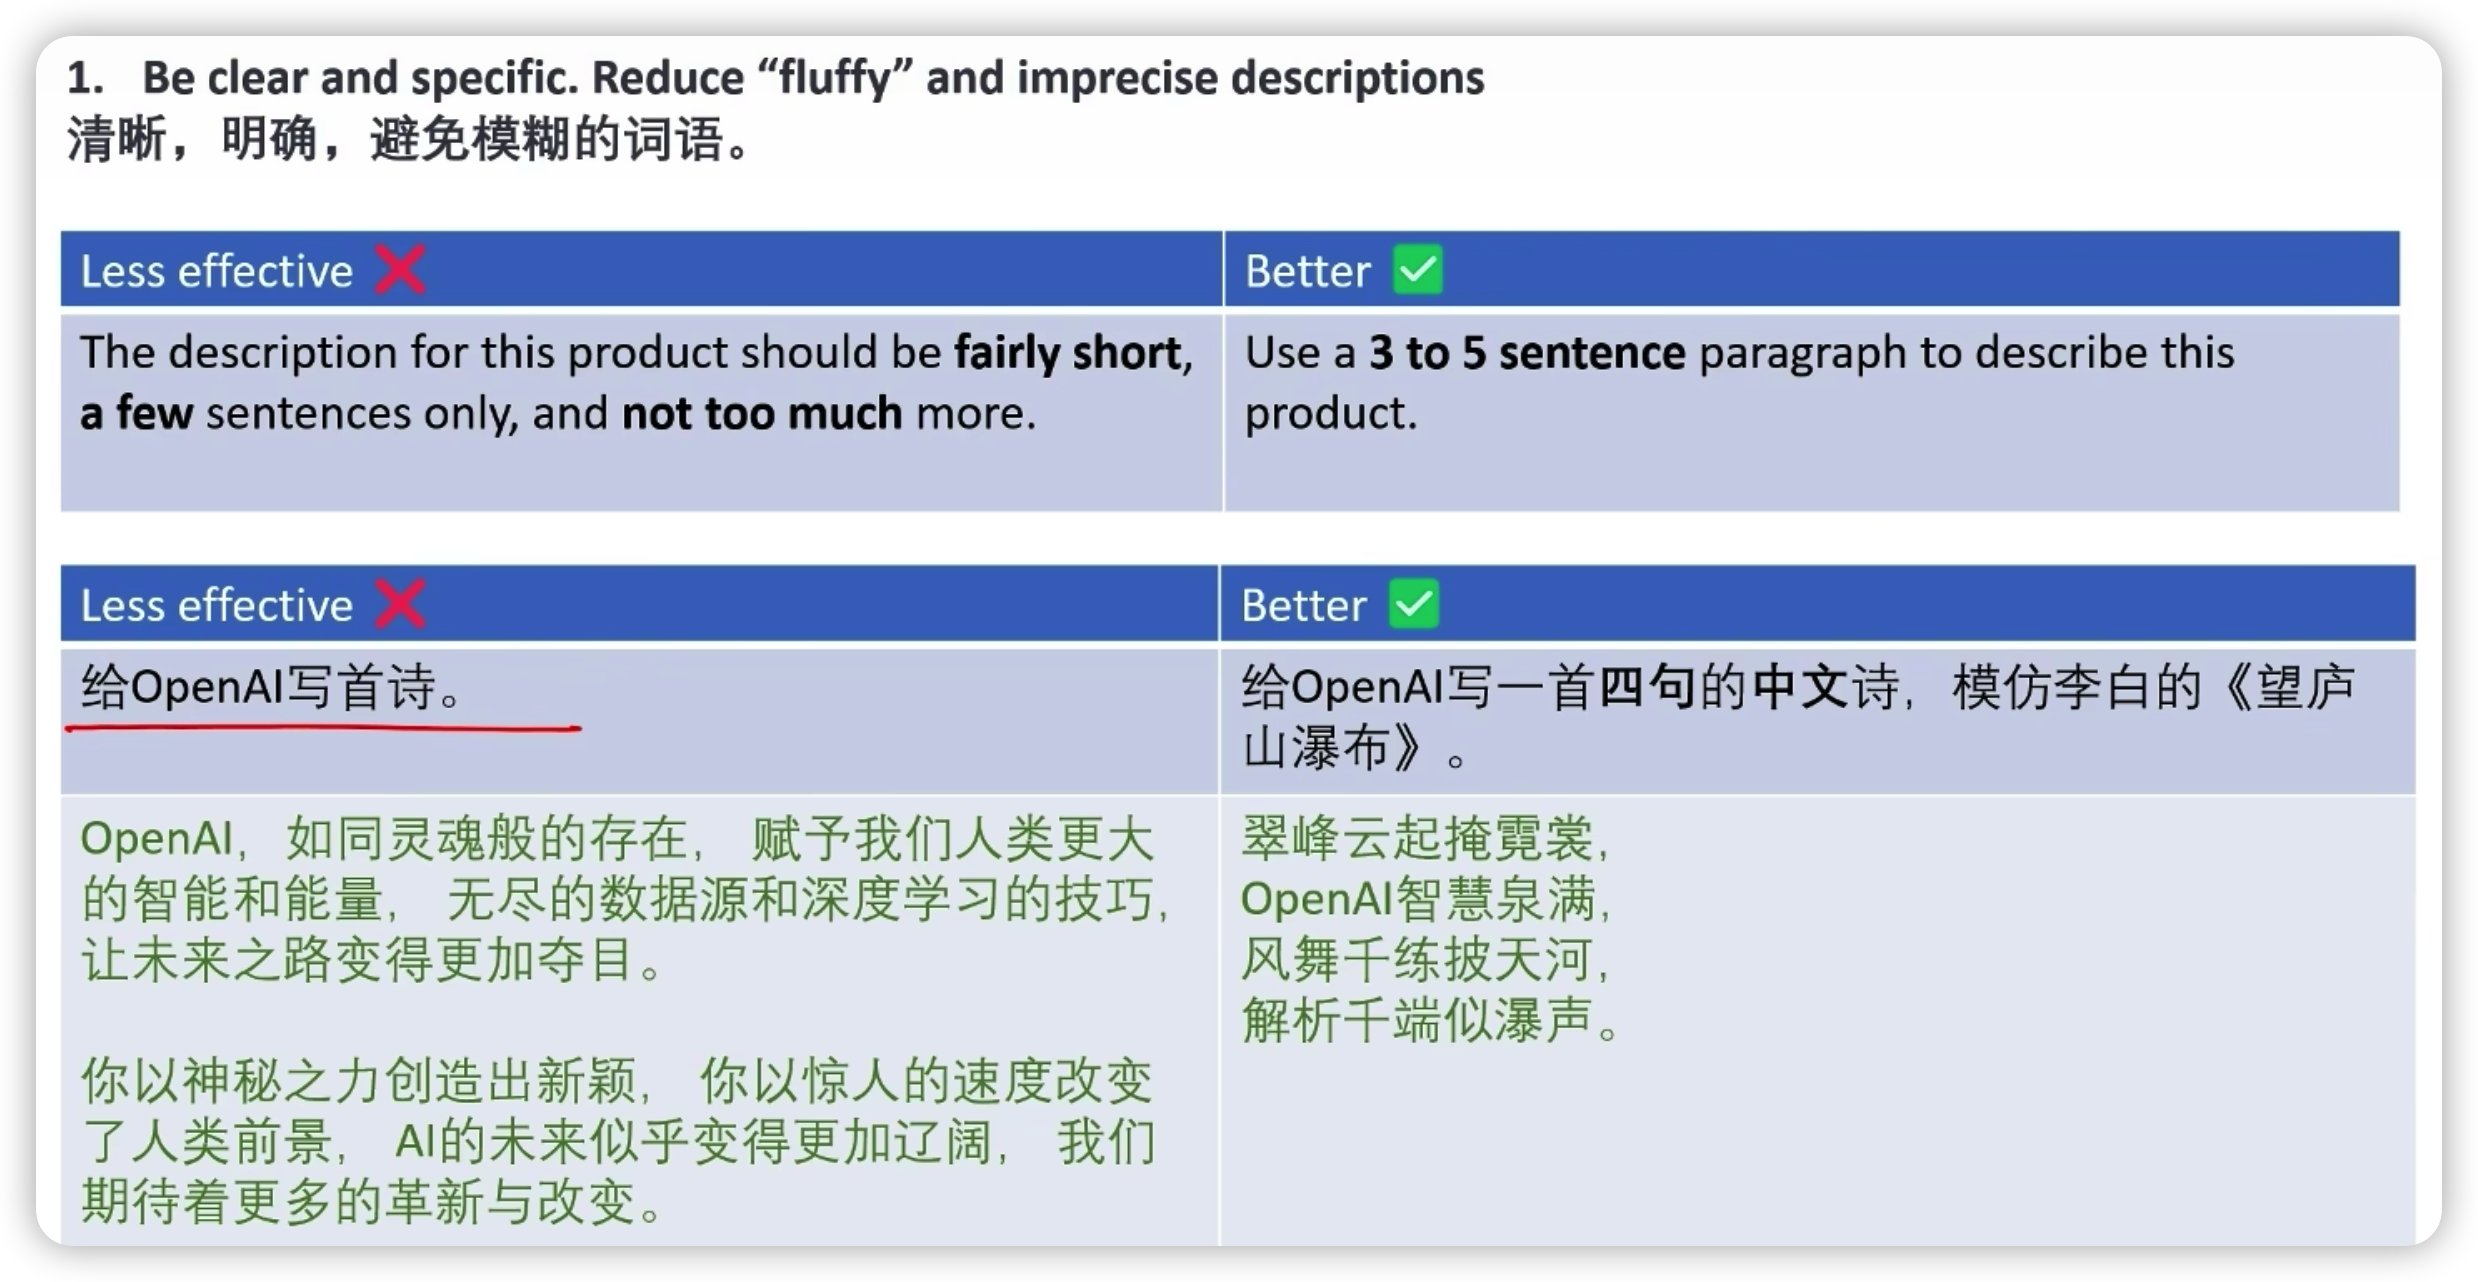 1. Be clear and specific. Reduce “fluffy” and imprecise descriptions
清晰，明确，避免模糊的词语。
Less effective ❌
Better ✅
The description for this product should be fairly short,
a few sentences only, and not too much more.
Use a 3 to 5 sentence paragraph to describe this
product.
Less effective ❌
Better ✅
给OpenAI写首诗。
给OpenAI写一首四句的中文诗，模仿李白的《望庐
山瀑布》。
OpenAI，如同灵魂般的存在， 赋予我们人类更大
的智能和能量， 无尽的数据源和深度学习的技巧，
让未来之路变得更加夺目。
你以神秘之力创造出新颖， 你以惊人的速度改变
了人类前景， AI的未来似乎变得更加辽阔， 我们
期待着更多的革新与改变。
翠峰云起掩霓裳，
OpenAI智慧泉满，
风舞千练披天河，
解析千端似瀑声。